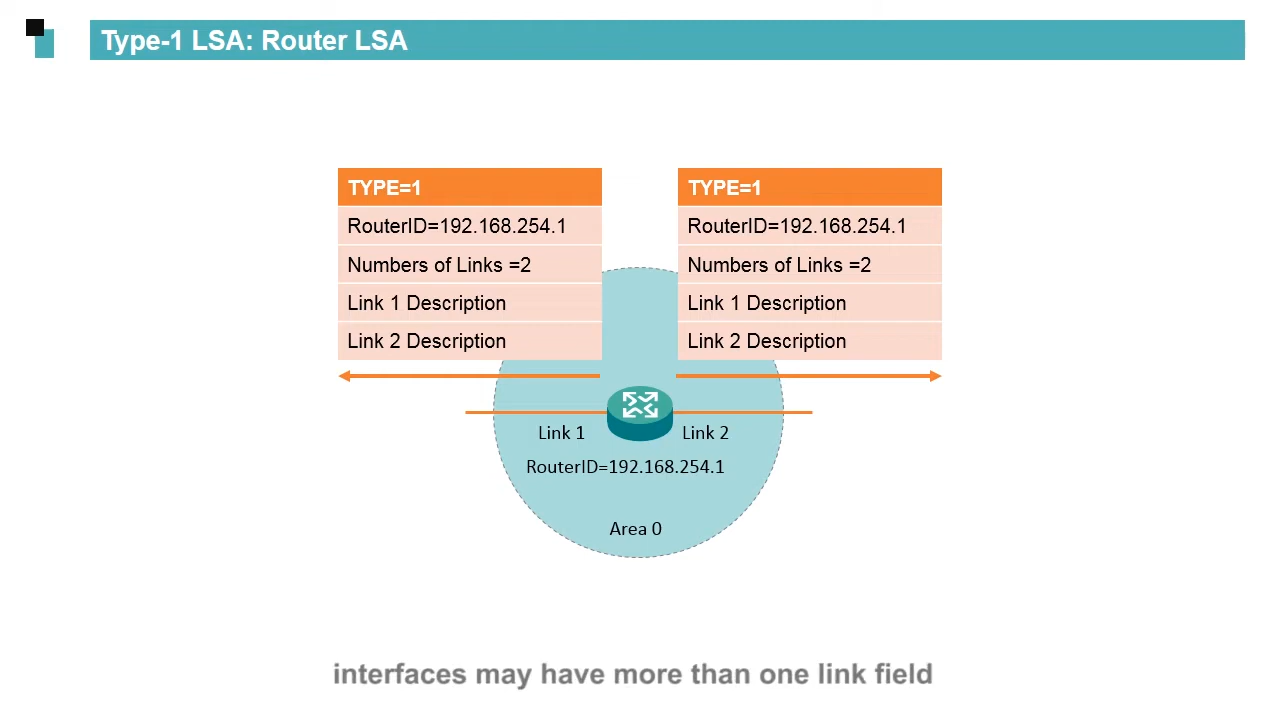 Type-1 LSA: Router LSA
TYPE=1
RouterID=192.168.254.1
Numbers of Links =2
Link 1 Description
Link 2 Description
TYPE=1
RouterID=192.168.254.1
Numbers of Links =2
Link 1 Description
Link 2 Description
Link 1
Link 2
RouterID=192.168.254.1
Area 0
interfaces may have more than one link field